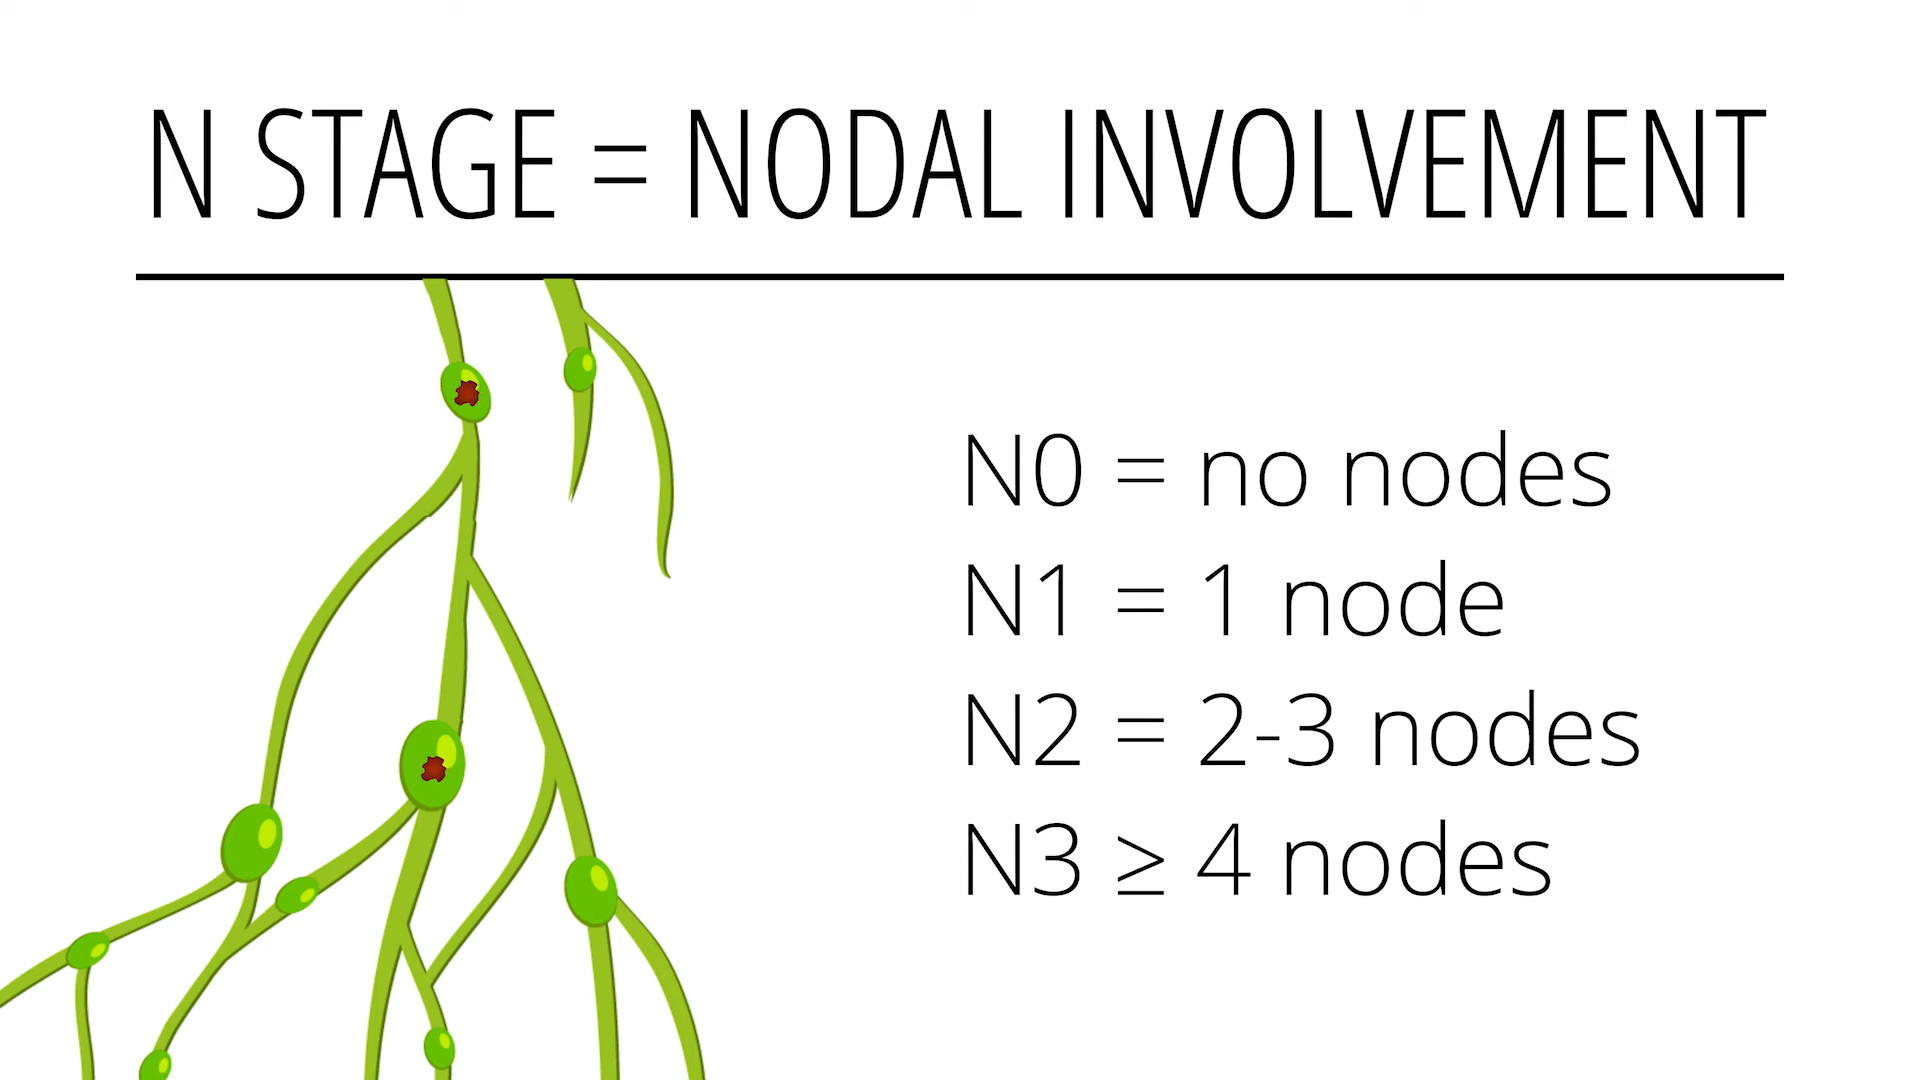 N STAGE = NODAL INVOLVEMENT
N0 = no nodes
N1 = 1 node
N2 = 2-3 nodes
N3 ≥ 4 nodes